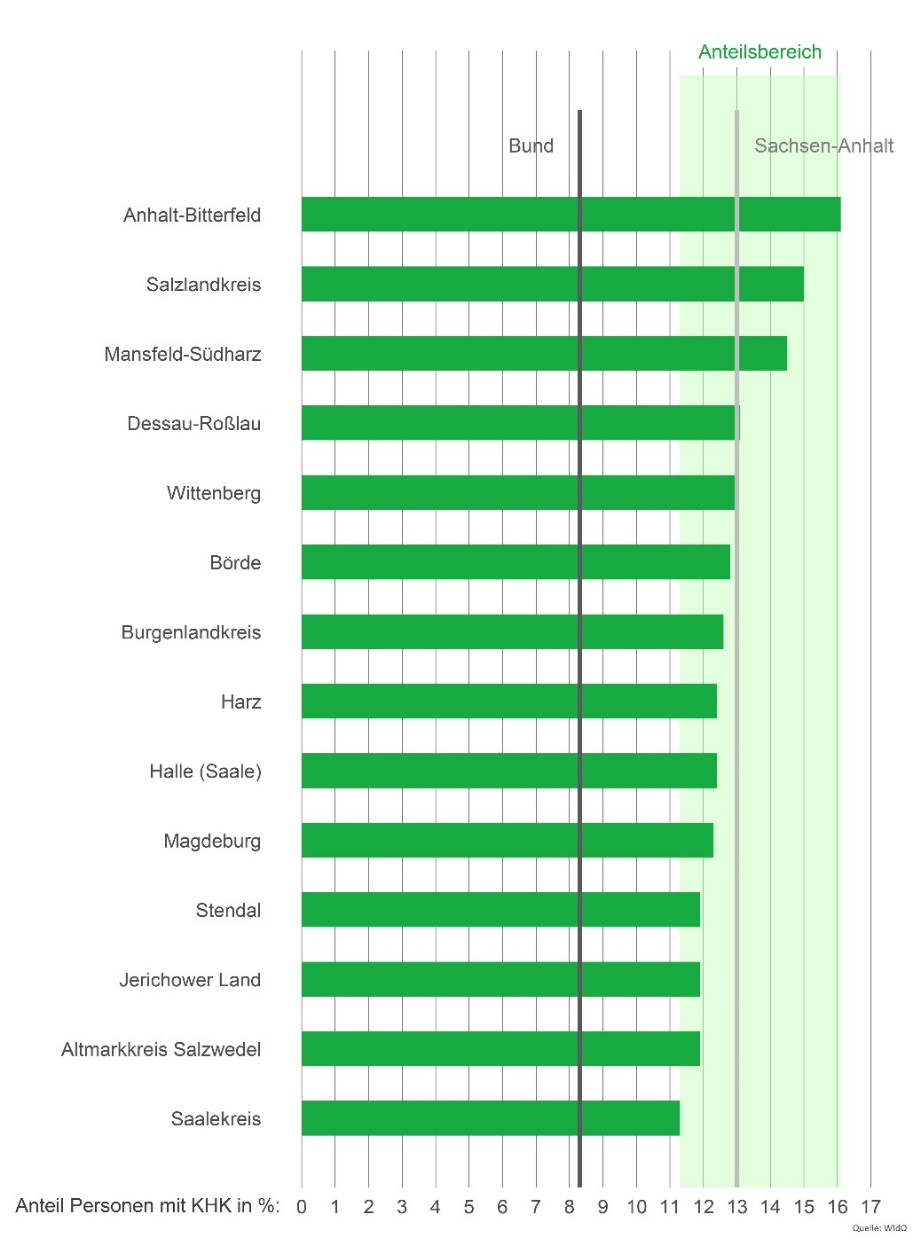 Anteilsbereich
Bund
Sachsen-Anhalt
Anhalt-Bitterfeld
Salzlandkreis
Mansfeld-Südharz
Dessau-Roßlau
Wittenberg
Börde
Burgenlandkreis
Harz
Halle (Saale)
Magdeburg
Stendal
Jerichower Land
Altmarkkreis Salzwedel
Saalekreis
Anteil Personen mit KHK in %: 0 1 2 3 4 5 6 7 8 9 10 11 12 13 14 15 16 17
Quelle: WIdO